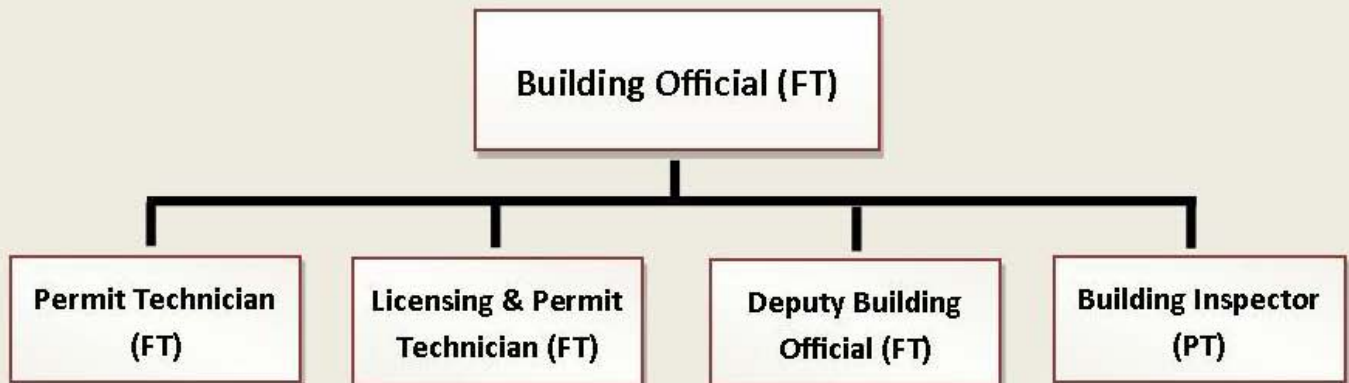 Building Official (FT)
Permit Technician
(FT)
Licensing & Permit
Technician (FT)
Deputy Building
Official (FT)
Building Inspector
(PT)